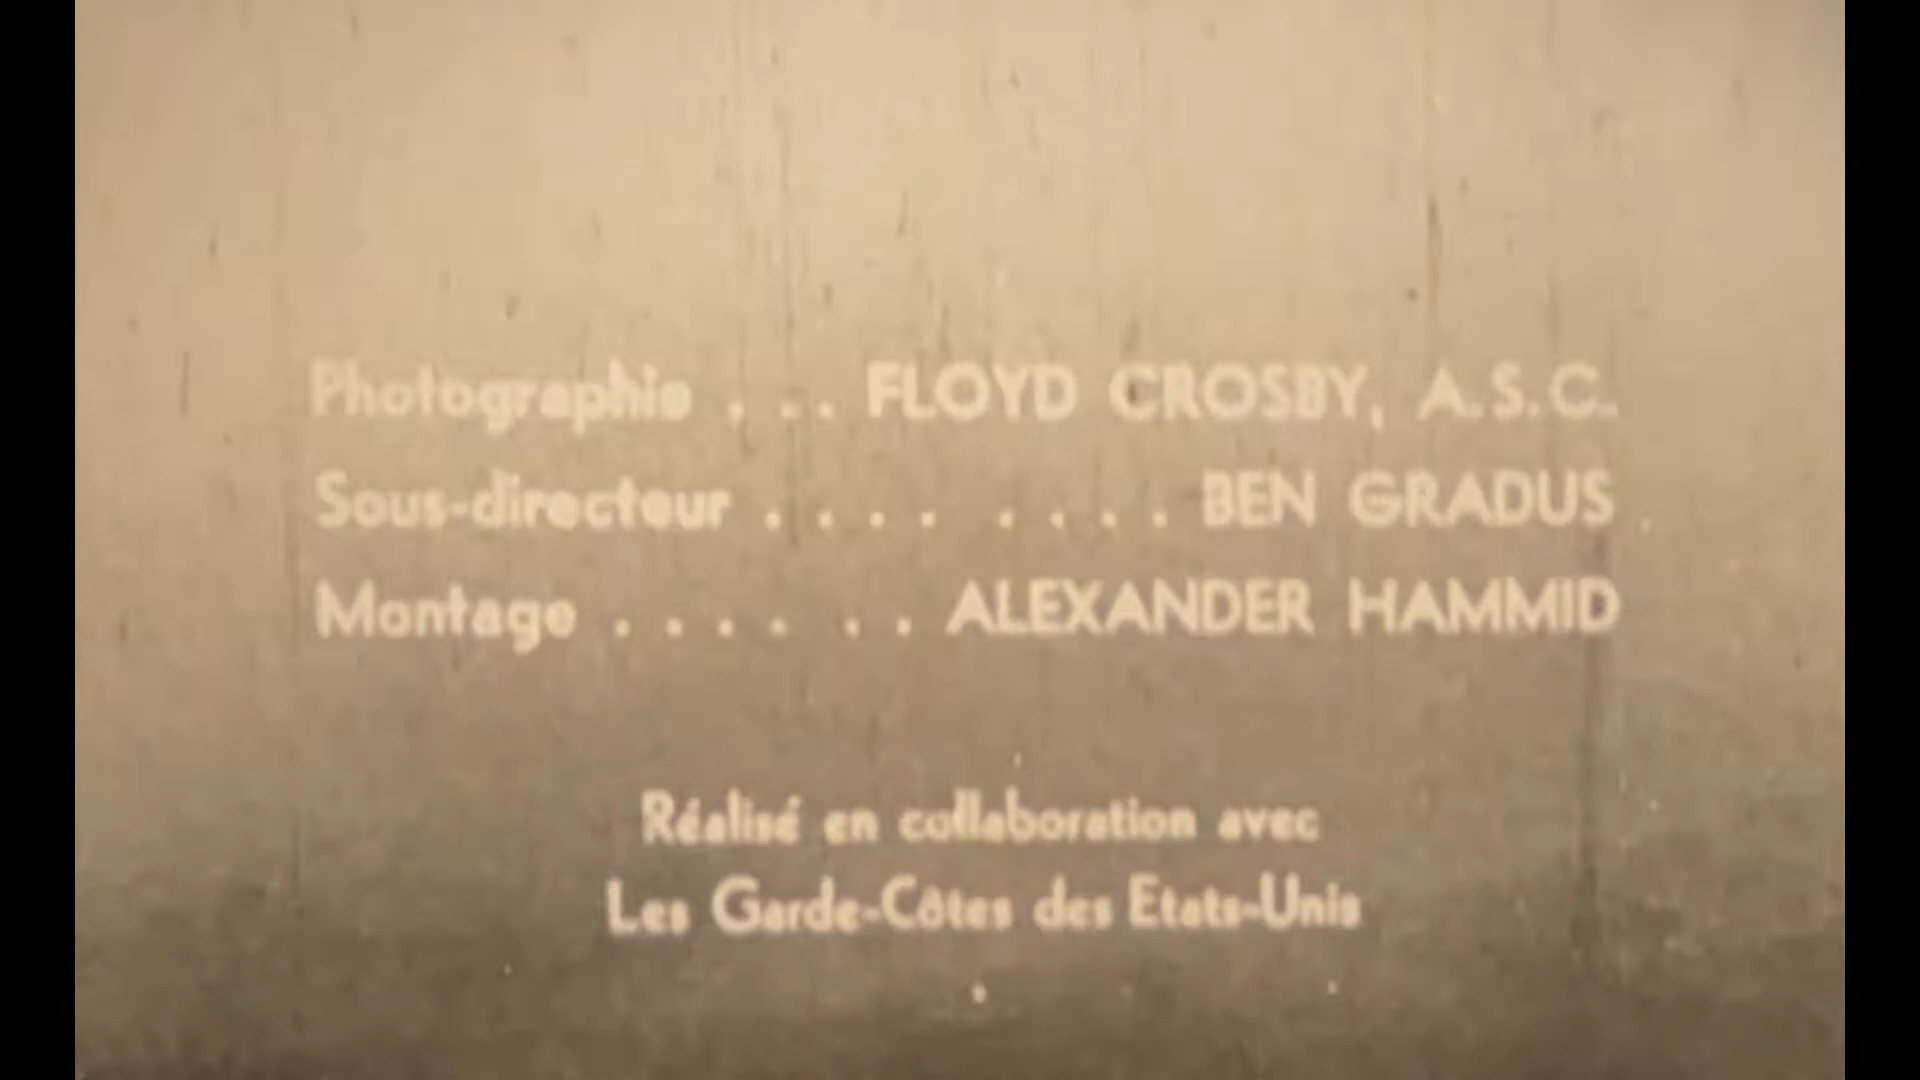 Photographie . . . FLOYD CROSBY, A.S.C.
Sous-directeur . . . . . . . . BEN GRADUS
Montage . . . . . . ALEXANDER HAMMID
Réalisé en collaboration avec
Les Garde-Côtes des Etats-Unis